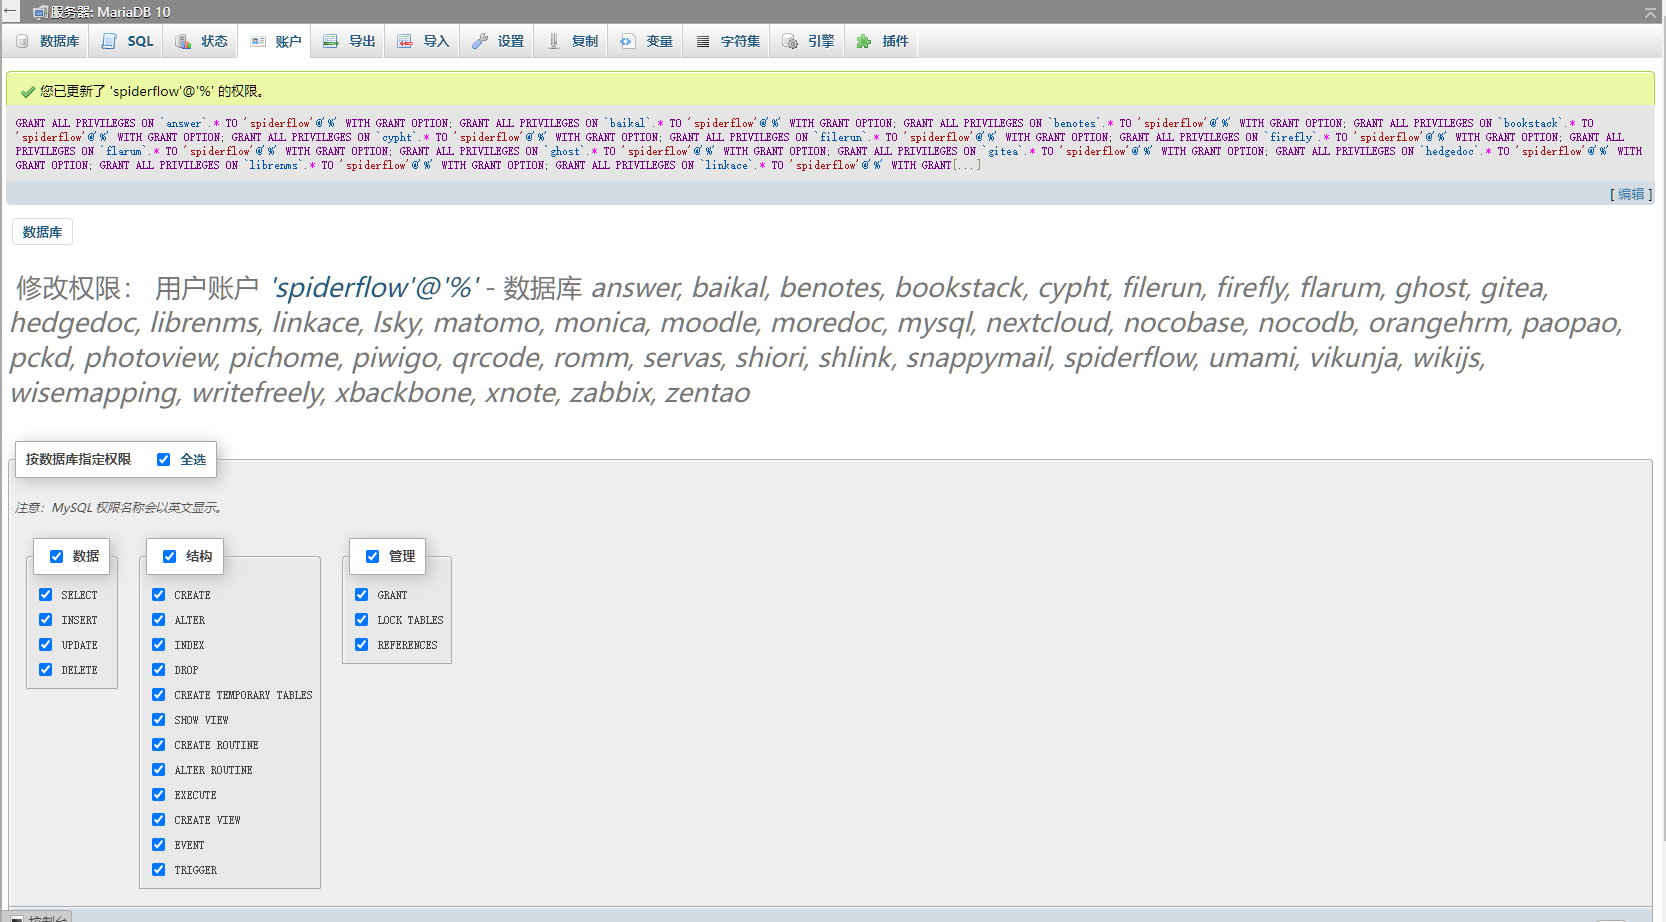 服务器: MariaDB 10
数据库 SQL 状态 账户 导出 导入 设置 复制 变量 字符集 引擎 插件
您已更新了 'spiderflow'@'%' 的权限。
GRANT ALL PRIVILEGES ON `answer`.* TO 'spiderflow'@'%' WITH GRANT OPTION; GRANT ALL PRIVILEGES ON `baikal`.* TO 'spiderflow'@'%' WITH GRANT OPTION; GRANT ALL PRIVILEGES ON `benotes`.* TO 'spiderflow'@'%' WITH GRANT OPTION; GRANT ALL PRIVILEGES ON `bookstack`.* TO
'spiderflow'@'%' WITH GRANT OPTION; GRANT ALL PRIVILEGES ON `cypht`.* TO 'spiderflow'@'%' WITH GRANT OPTION; GRANT ALL PRIVILEGES ON `filerun`.* TO 'spiderflow'@'%' WITH GRANT OPTION; GRANT ALL PRIVILEGES ON `firefly`.* TO 'spiderflow'@'%' WITH GRANT OPTION; GRANT ALL
PRIVILEGES ON `flarum`.* TO 'spiderflow'@'%' WITH GRANT OPTION; GRANT ALL PRIVILEGES ON `ghost`.* TO 'spiderflow'@'%' WITH GRANT OPTION; GRANT ALL PRIVILEGES ON `gitea`.* TO 'spiderflow'@'%' WITH GRANT OPTION; GRANT ALL PRIVILEGES ON `hedgedoc`.* TO 'spiderflow'@'%' WITH
GRANT OPTION; GRANT ALL PRIVILEGES ON `librenms`.* TO 'spiderflow'@'%' WITH GRANT OPTION; GRANT ALL PRIVILEGES ON `linkace`.* TO 'spiderflow'@'%' WITH GRANT[...]
[ 编辑 ]
数据库
修改权限: 用户账户 'spiderflow'@'%' - 数据库 answer, baikal, benotes, bookstack, cypht, filerun, firefly, flarum, ghost, gitea,
hedgedoc, librenms, linkace, lsky, matomo, monica, moodle, moredoc, mysql, nextcloud, nocobase, nocodb, orangehrm, paopao,
pckd, photoview, pichome, piwigo, qrcode, romm, servas, shiori, shlink, snappymail, spiderflow, umami, vikunja, wikijs,
wisemapping, writefreely, xbackbone, xnote, zabbix, zentao
按数据库指定权限 全选
注意: MySQL 权限名称会以英文显示。
数据
SELECT
INSERT
UPDATE
DELETE
结构
CREATE
ALTER
INDEX
DROP
CREATE TEMPORARY TABLES
SHOW VIEW
CREATE ROUTINE
ALTER ROUTINE
EXECUTE
CREATE VIEW
EVENT
TRIGGER
管理
GRANT
LOCK TABLES
REFERENCES
控制台